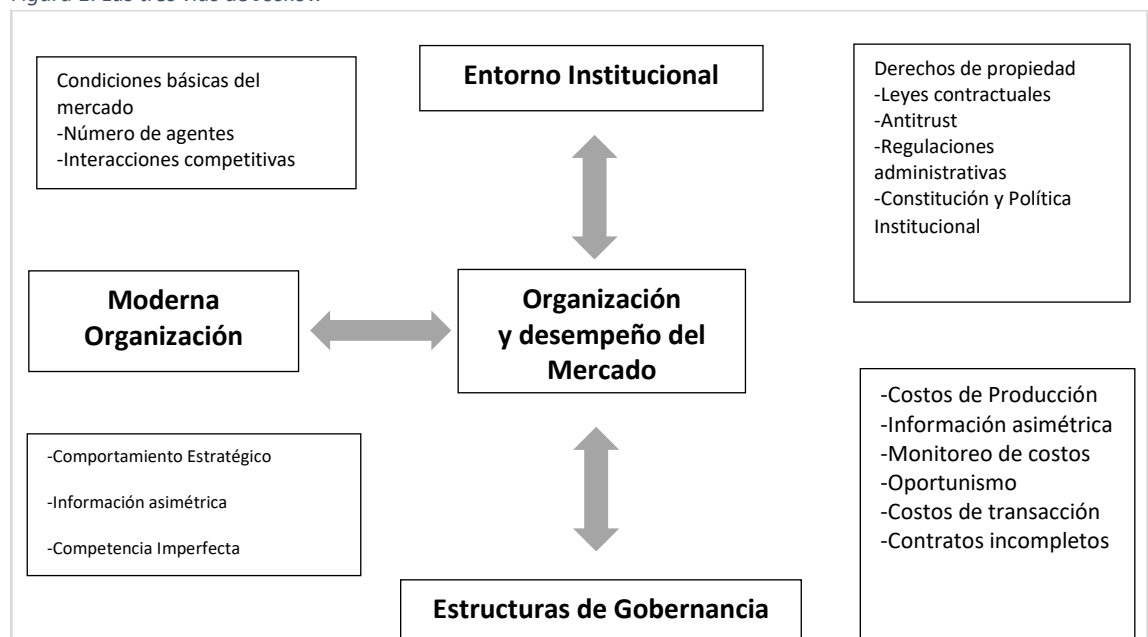 Condiciones básicas del
mercado
-Número de agentes
-Interacciones competitivas
Entorno Institucional
Derechos de propiedad
-Leyes contractuales
-Antitrust
-Regulaciones
administrativas
-Constitución y Política
Institucional
Moderna
Organización
Organización
y desempeño del
Mercado
-Comportamiento Estratégico
-Información asimétrica
-Competencia Imperfecta
-Costos de Producción
-Información asimétrica
-Monitoreo de costos
-Oportunismo
-Costos de transacción
-Contratos incompletos
Estructuras de Gobernancia